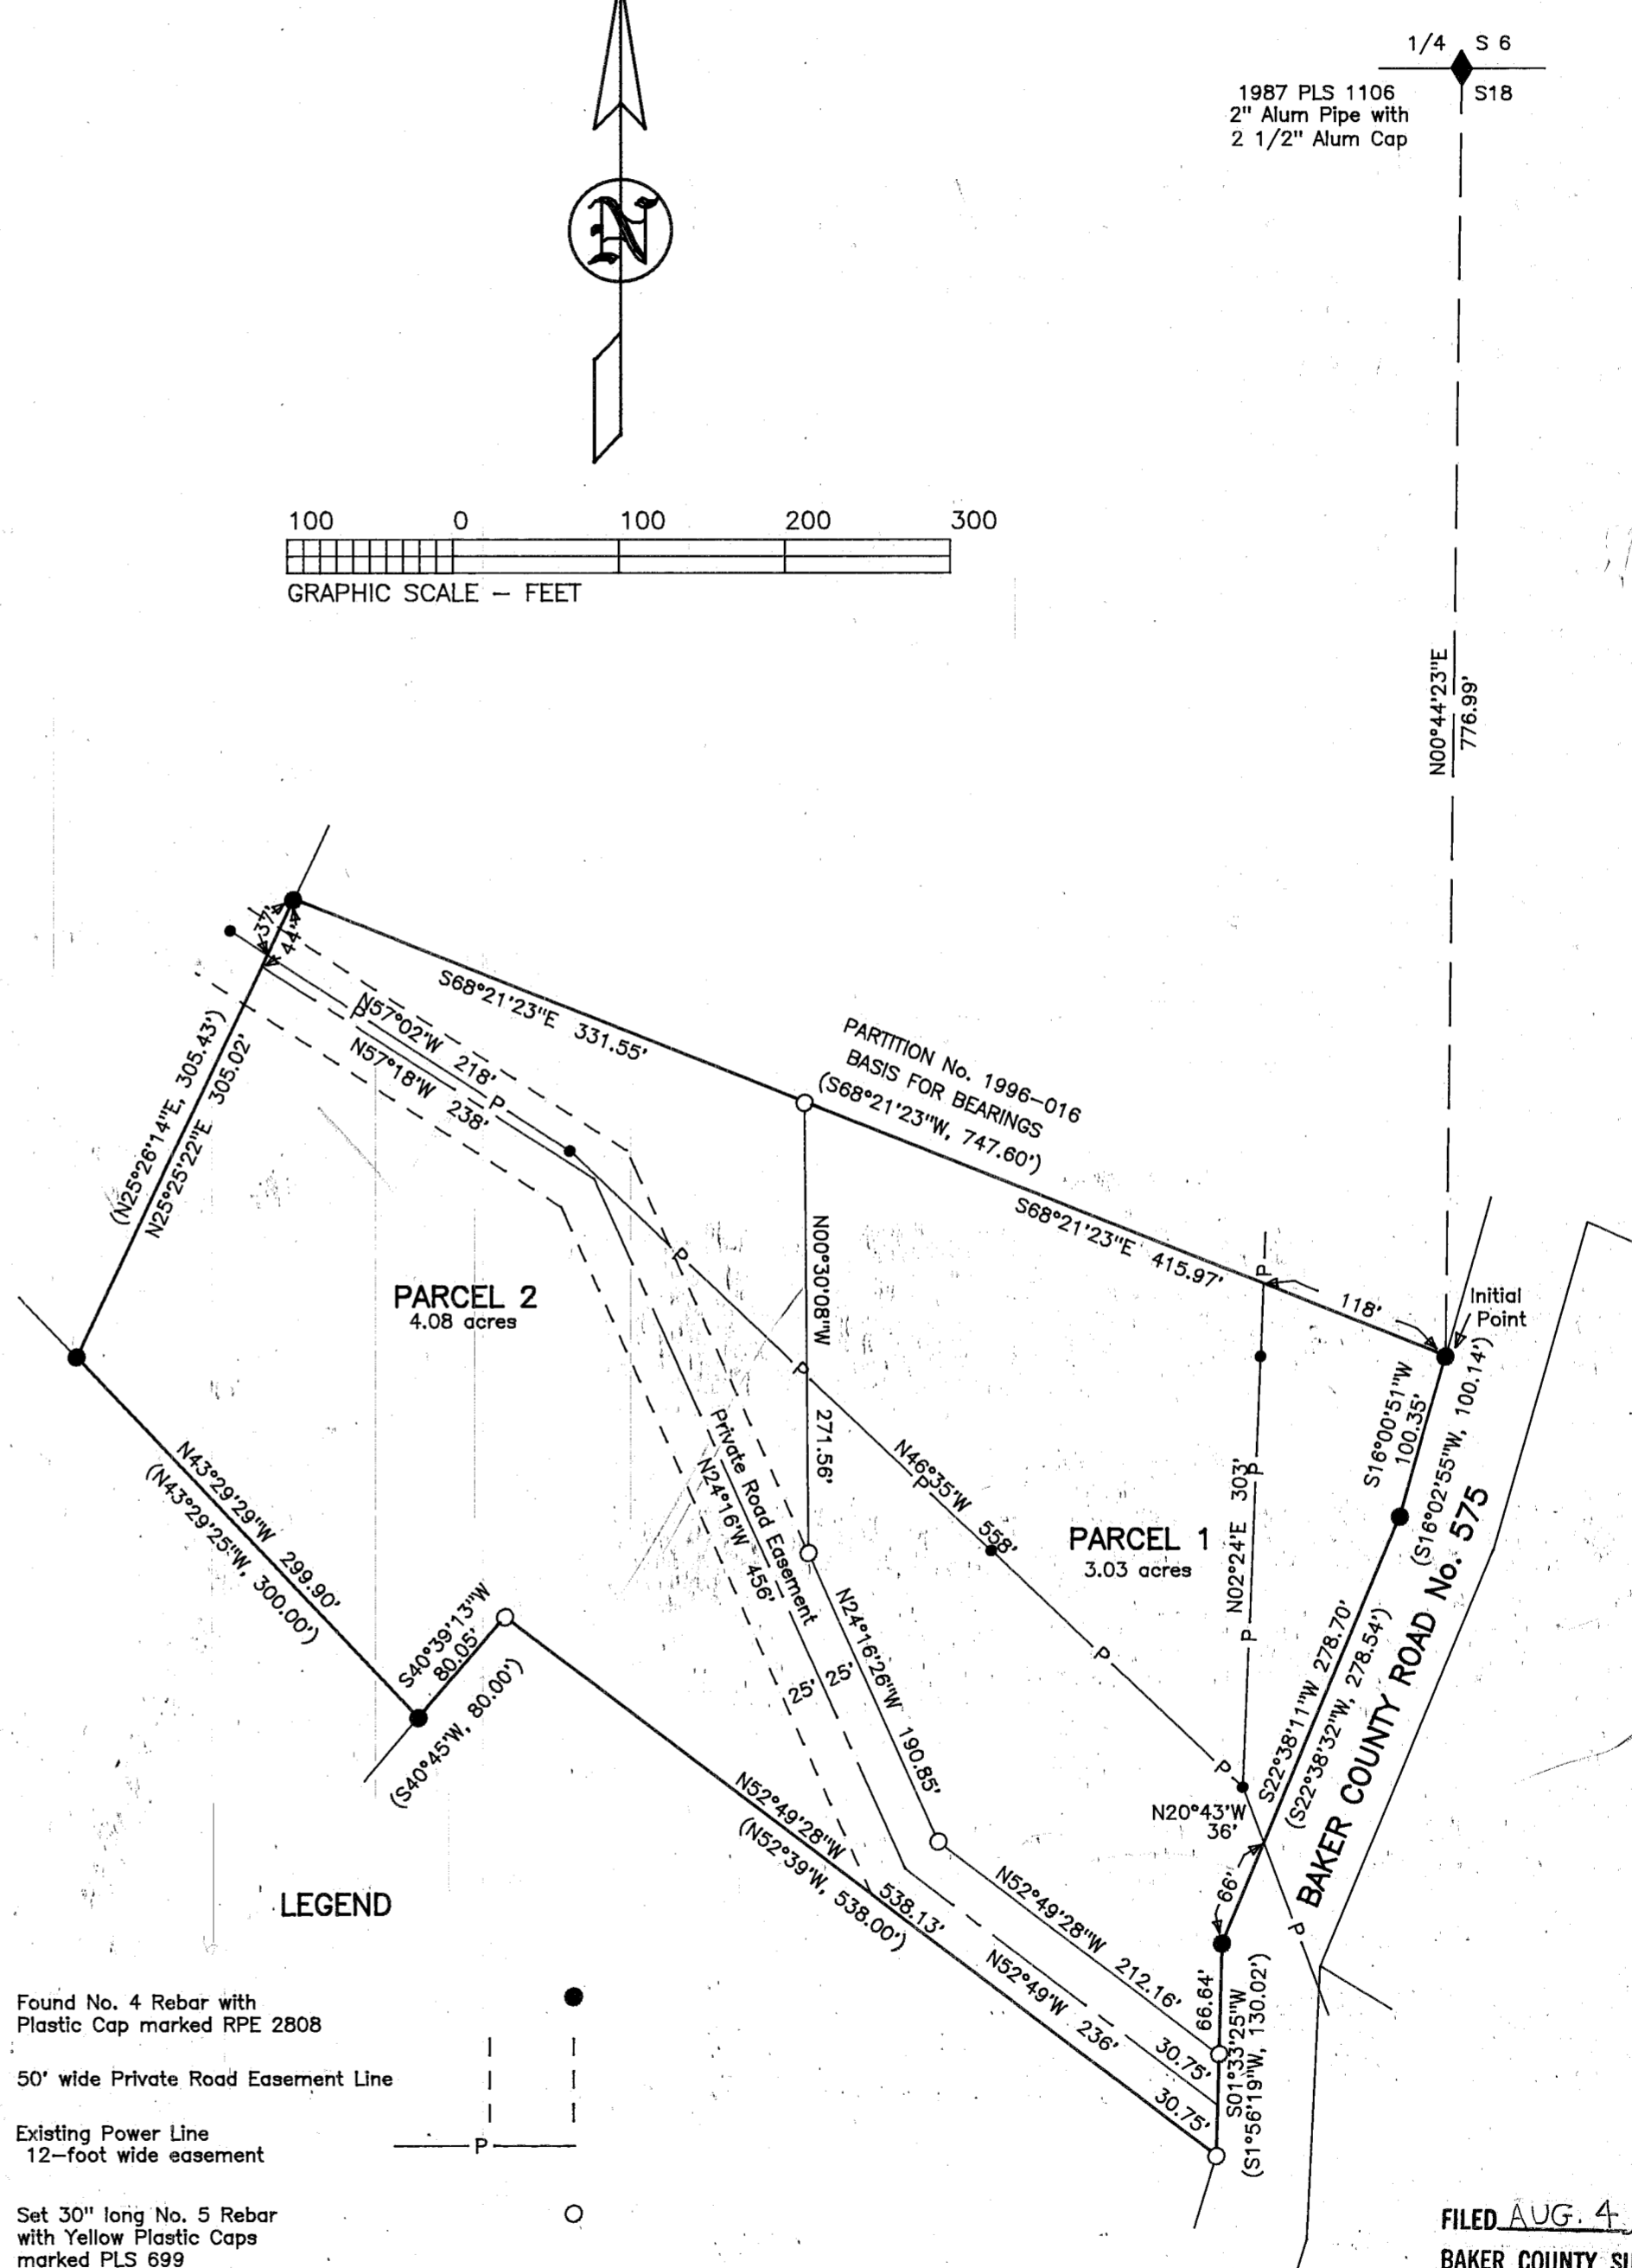 1/4 S 6
S18
1987 PLS 1106
2" Alum Pipe with
2 1/2" Alum Cap
N
100 0 100 200 300
GRAPHIC SCALE – FEET
N00°44'23"E
776.99'
37'
44'
S68°21'23"E 331.55'
N57°02'W 218'
P
N57°18'W 238'
P
(N25°26'14"E, 305.43')
N25°25'22"E 305.02'
PARTITION No. 1996–016
BASIS FOR BEARINGS
(S68°21'23"W, 747.60')
S68°21'23"E 415.97'
P
118'
Initial
Point
N00°30'08"W
271.56'
P
P
PARCEL 2
4.08 acres
S16°00'51"W
100.35'
(S16°02'55"W, 100.14')
Private Road Easement
N24°16'W 456'
N46°35'W 558'
P
P
P
PARCEL 1
3.03 acres
N02°24'E 303'
P
P
BAKER COUNTY ROAD No. 575
S22°38'11"W 278.70'
(S22°38'32"W, 278.54')
N43°29'29"W 299.90'
(N43°29'25"W, 300.00')
S40°39'13"W
80.05'
(S40°45'W, 80.00')
25' 25'
N24°16'26"W 190.85'
N20°43'W
36'
66'
P
N52°49'28"W 538.13'
(N52°39'W, 538.00')
N52°49'28"W 212.16'
N52°49'W 236'
30.75'
30.75'
66.64'
S01°33'25"W
(S1°56'19"W, 130.02')
LEGEND
Found No. 4 Rebar with
Plastic Cap marked RPE 2808
50' wide Private Road Easement Line
Existing Power Line
12–foot wide easement
P
Set 30" long No. 5 Rebar
with Yellow Plastic Caps
marked PLS 699
FILED AUG. 4,
BAKER COUNTY